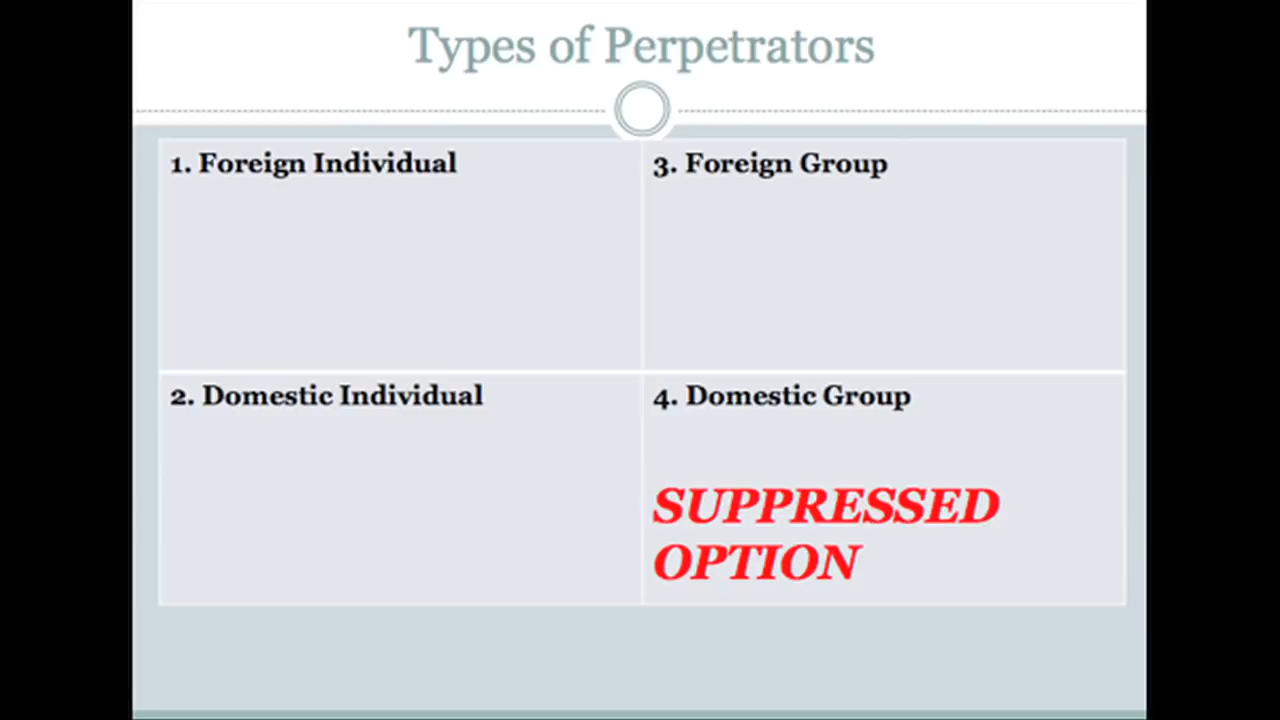 Types of Perpetrators
1. Foreign Individual
3. Foreign Group
2. Domestic Individual
4. Domestic Group
SUPPRESSED
OPTION